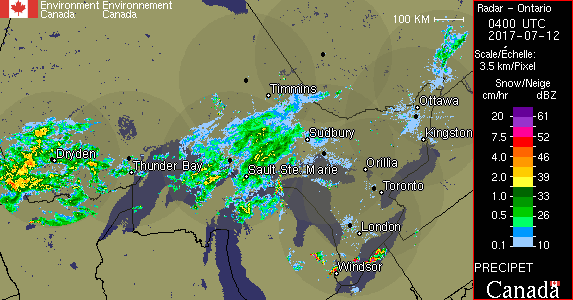 Environment Environnement
Canada Canada
100 KM
Timmins
Ottawa
Sudbury
Kingston
Dryden
Thunder Bay
Sault Ste. Marie
Orillia
Toronto
London
Windsor
Radar - Ontario
0400 UTC
2017-07-12
Scale/Échelle:
3.5 km/Pixel
Snow/Neige
cm/hr dBZ
20 61
7.5 52
4.0 46
2.0 39
1.0 33
0.5 26
0.1 10
PRECIPET
Canada